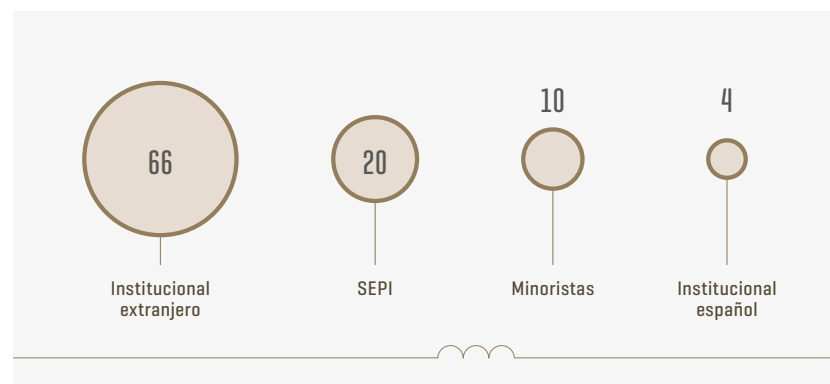 66
20
10
4
Institucional
extranjero
SEPI
Minoristas
Institucional
español